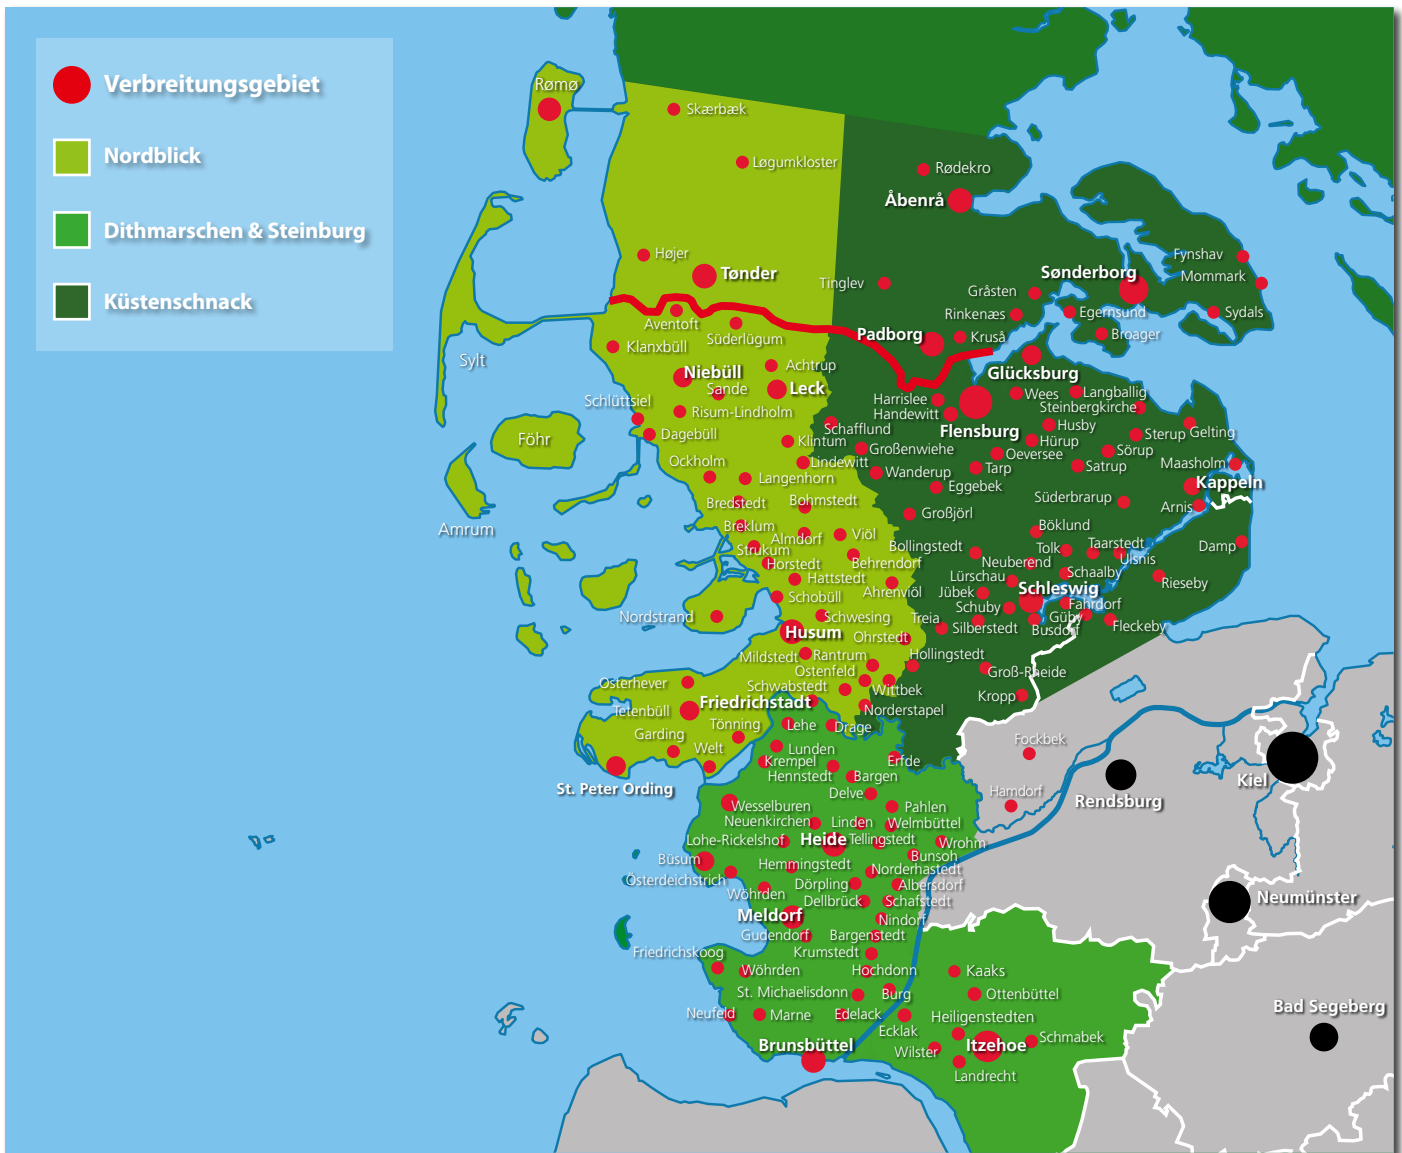 Verbreitungsgebiet
Nordblick
Dithmarschen & Steinburg
Küstenschnack
Rømø
Skærbæk
Løgumkloster
Rødekro
Åbenrå
Højer
Tønder
Tinglev
Fynshav
Sønderborg
Mommark
Gråsten
Rinkenæs
Egernsund
Sydals
Aventoft
Süderlügum
Padborg
Kruså
Broager
Klanxbüll
Sylt
Achtrup
Niebüll
Sande
Leck
Glücksburg
Schlüttsiel
Risum-Lindholm
Harrislee
Handewitt
Wees
Langballig
Steinbergkirche
Dagebüll
Föhr
Klintum
Schafflund
Flensburg
Husby
Hürup
Sterup
Gelting
Großenwiehe
Oeversee
Sörup
Ockholm
Lindewitt
Wanderup
Tarp
Satrup
Maasholm
Langenhorn
Eggebek
Kappeln
Bredstedt
Bohmstedt
Großjörl
Süderbrarup
Arnis
Amrum
Breklum
Almdorf
Viöl
Böklund
Strukum
Behrendorf
Bollingstedt
Tolk
Taarstedt
Damp
Horstedt
Neuberend
Ulsnis
Hattstedt
Ahrenviöl
Lürschau
Schaalby
Rieseby
Schobüll
Jübek
Schleswig
Nordstrand
Schwesing
Treia
Schuby
Fahrdorf
Güby
Husum
Ohrstedt
Silberstedt
Busdorf
Fleckeby
Mildstedt
Rantrum
Hollingstedt
Ostenfeld
Groß-Rheide
Osterhever
Schwabstedt
Wittbek
Kropp
Tetenbüll
Friedrichstadt
Norderstapel
Tönning
Lehe
Drage
Garding
Welt
Lunden
Fockbek
Krempel
Erfde
Hennstedt
Bargen
Kiel
St. Peter Ording
Delve
Hamdorf
Rendsburg
Wesselburen
Pahlen
Neuenkirchen
Linden
Welmbüttel
Lohe-Rickelshof
Heide
Tellingstedt
Wrohm
Büsum
Hemmingstedt
Bunsoh
Norderhastedt
Österdeichstrich
Dörpling
Albersdorf
Wöhrden
Dellbrück
Schafstedt
Neumünster
Meldorf
Nindorf
Gudendorf
Bargenstedt
Friedrichskoog
Krumstedt
Wöhrden
Hochdonn
Kaaks
St. Michaelisdonn
Burg
Ottenbüttel
Bad Segeberg
Neufeld
Marne
Edelack
Heiligenstedten
Ecklak
Brunsbüttel
Wilster
Itzehoe
Schmabek
Landrecht